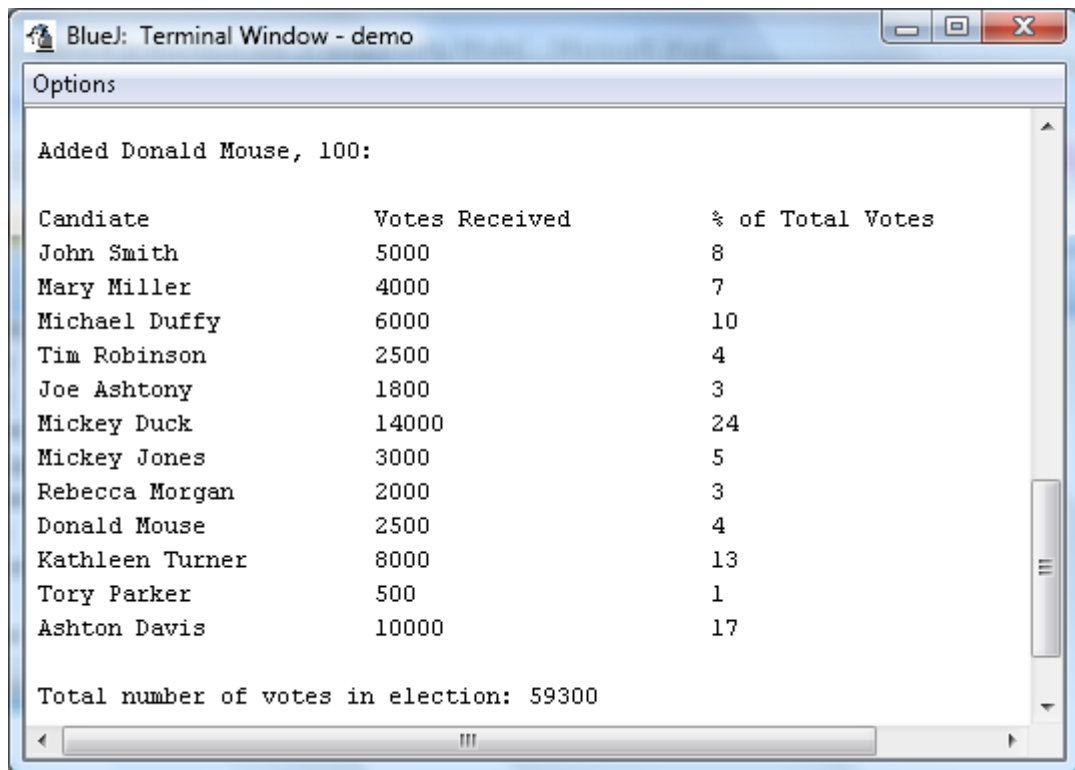 BlueJ: Terminal Window - demo
Options
Added Donald Mouse, 100:
Candiate Votes Received % of Total Votes
John Smith 5000 8
Mary Miller 4000 7
Michael Duffy 6000 10
Tim Robinson 2500 4
Joe Ashtony 1800 3
Mickey Duck 14000 24
Mickey Jones 3000 5
Rebecca Morgan 2000 3
Donald Mouse 2500 4
Kathleen Turner 8000 13
Tory Parker 500 1
Ashton Davis 10000 17
Total number of votes in election: 59300